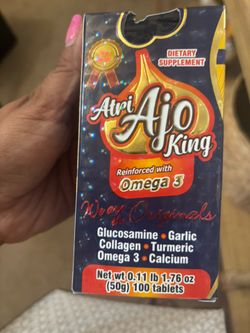 DIETARY
SUPPLEMENT
Atri
Ajo
King
Reinforced with
Omega 3
Originals
Glucosamine • Garlic
Collagen • Turmeric
Omega 3 • Calcium
Net wt 0.11 lb 1.76 oz
(50g) 100 tablets